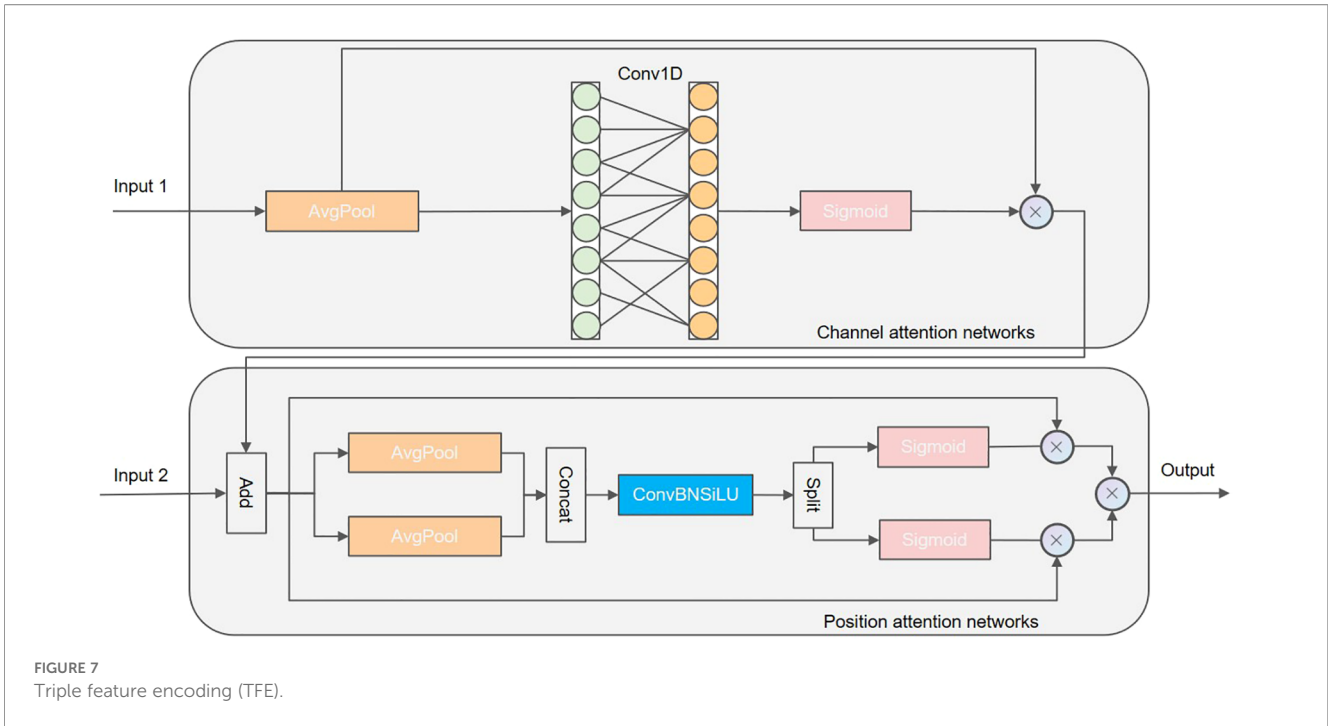 Conv1D
Input 1
AvgPool
Sigmoid
×
Channel attention networks
Input 2
Add
AvgPool
AvgPool
Concat
ConvBNSiLU
Split
Sigmoid
Sigmoid
×
×
×
Output
Position attention networks
FIGURE 7
Triple feature encoding (TFE).